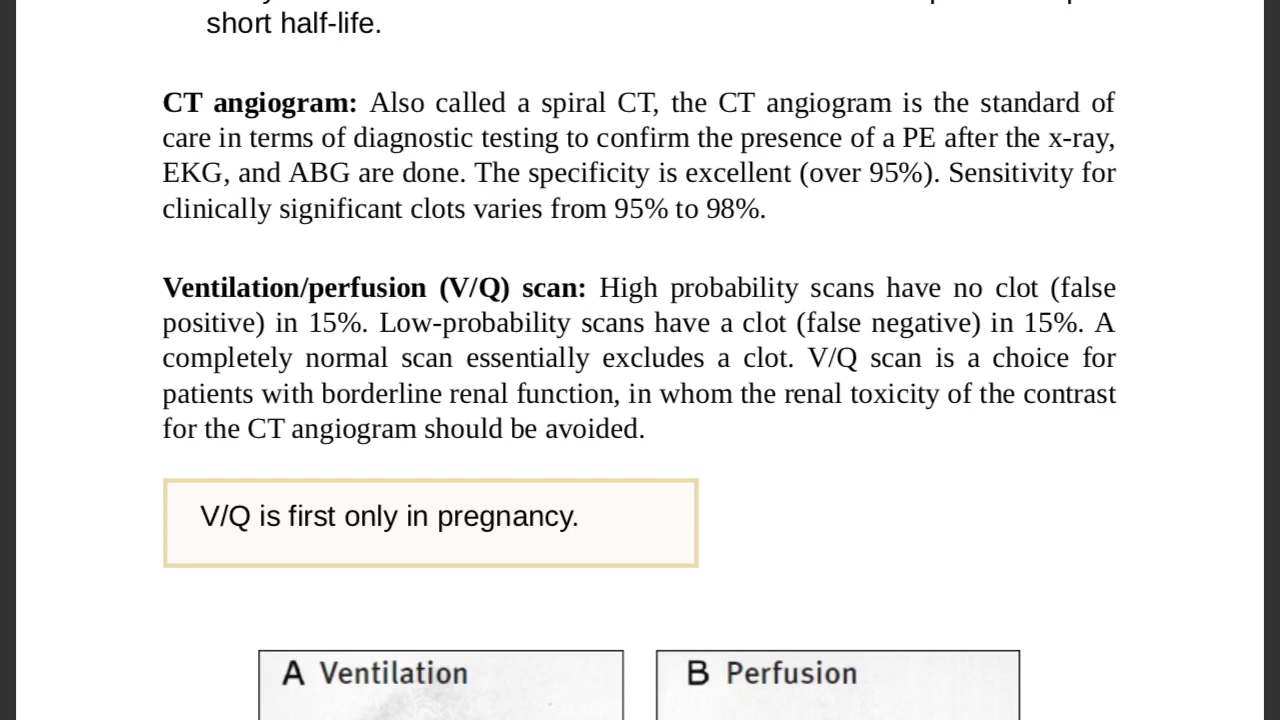 short half-life.
CT angiogram: Also called a spiral CT, the CT angiogram is the standard of
care in terms of diagnostic testing to confirm the presence of a PE after the x-ray,
EKG, and ABG are done. The specificity is excellent (over 95%). Sensitivity for
clinically significant clots varies from 95% to 98%.
Ventilation/perfusion (V/Q) scan: High probability scans have no clot (false
positive) in 15%. Low-probability scans have a clot (false negative) in 15%. A
completely normal scan essentially excludes a clot. V/Q scan is a choice for
patients with borderline renal function, in whom the renal toxicity of the contrast
for the CT angiogram should be avoided.
V/Q is first only in pregnancy.
A Ventilation
B Perfusion